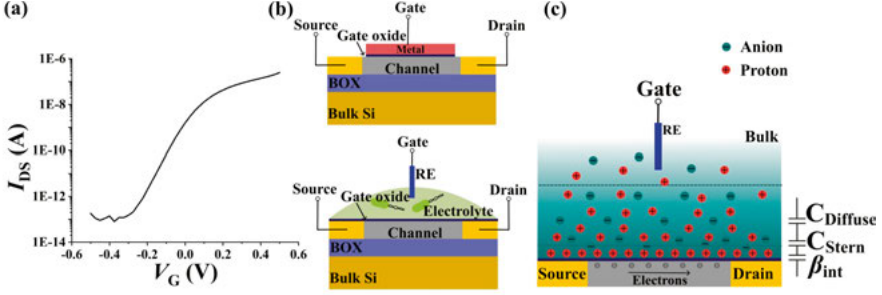 (a)
1E-6
1E-8
1E-10
1E-12
1E-14
I_DS (A)
-0.6 -0.4 -0.2 0.0 0.2 0.4 0.6
V_G (V)
(b)
Gate
Source
Drain
Gate oxide
Metal
Channel
BOX
Bulk Si
Gate
RE
Source
Drain
Gate oxide
Electrolyte
Channel
BOX
Bulk Si
(c)
Anion
Proton
Gate
RE
Bulk
C_Diffuse
C_Stern
β_int
Source
Drain
Electrons